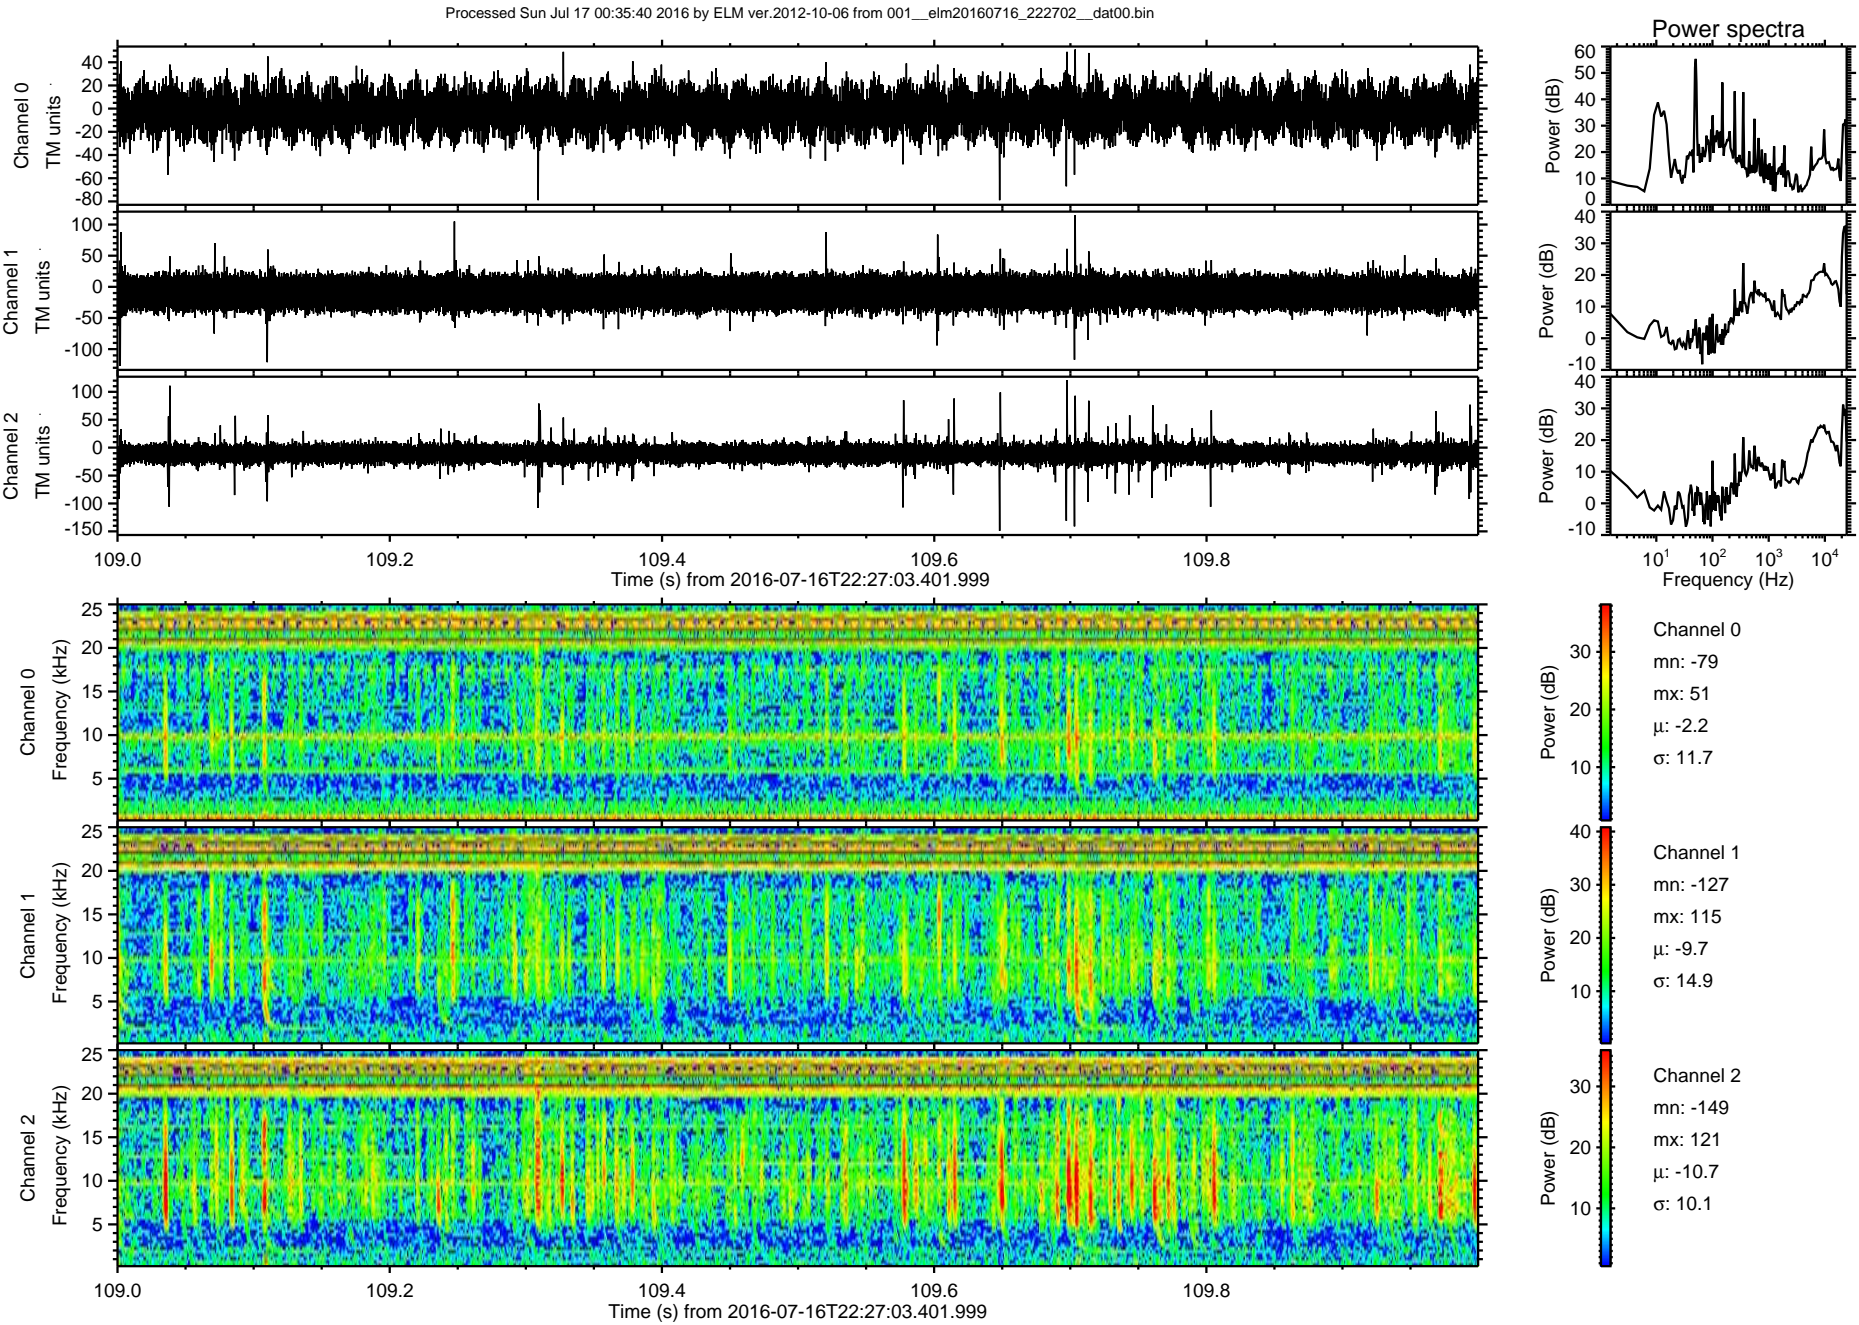 Processed Sun Jul 17 00:35:40 2016 by ELM ver.2012-10-06 from 001__elm20160716_222702__dat00.bin
Power spectra
Channel 0
TM units
40
20
0
-20
-40
-60
-80
Power (dB)
60
50
40
30
20
10
0
Channel 1
TM units
100
50
0
-50
-100
Power (dB)
40
30
20
10
0
-10
Channel 2
TM units
100
50
0
-50
-100
-150
Power (dB)
40
30
20
10
0
-10
109.0 109.2 109.4 109.6 109.8
Time (s) from 2016-07-16T22:27:03.401.999
10¹ 10² 10³ 10⁴
Frequency (Hz)
Channel 0
Frequency (kHz)
25
20
15
10
5
Power (dB)
30
20
10
Channel 0
mn: -79
mx: 51
μ: -2.2
σ: 11.7
Channel 1
Frequency (kHz)
25
20
15
10
5
Power (dB)
40
30
20
10
Channel 1
mn: -127
mx: 115
μ: -9.7
σ: 14.9
Channel 2
Frequency (kHz)
25
20
15
10
5
Power (dB)
30
20
10
Channel 2
mn: -149
mx: 121
μ: -10.7
σ: 10.1
109.0 109.2 109.4 109.6 109.8
Time (s) from 2016-07-16T22:27:03.401.999